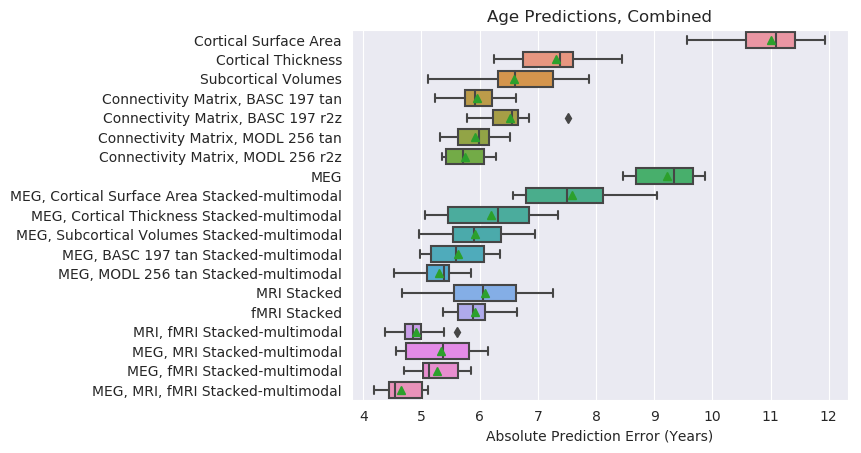 Age Predictions, Combined
Cortical Surface Area
Cortical Thickness
Subcortical Volumes
Connectivity Matrix, BASC 197 tan
Connectivity Matrix, BASC 197 r2z
Connectivity Matrix, MODL 256 tan
Connectivity Matrix, MODL 256 r2z
MEG
MEG, Cortical Surface Area Stacked-multimodal
MEG, Cortical Thickness Stacked-multimodal
MEG, Subcortical Volumes Stacked-multimodal
MEG, BASC 197 tan Stacked-multimodal
MEG, MODL 256 tan Stacked-multimodal
MRI Stacked
fMRI Stacked
MRI, fMRI Stacked-multimodal
MEG, MRI Stacked-multimodal
MEG, fMRI Stacked-multimodal
MEG, MRI, fMRI Stacked-multimodal
4 5 6 7 8 9 10 11 12
Absolute Prediction Error (Years)